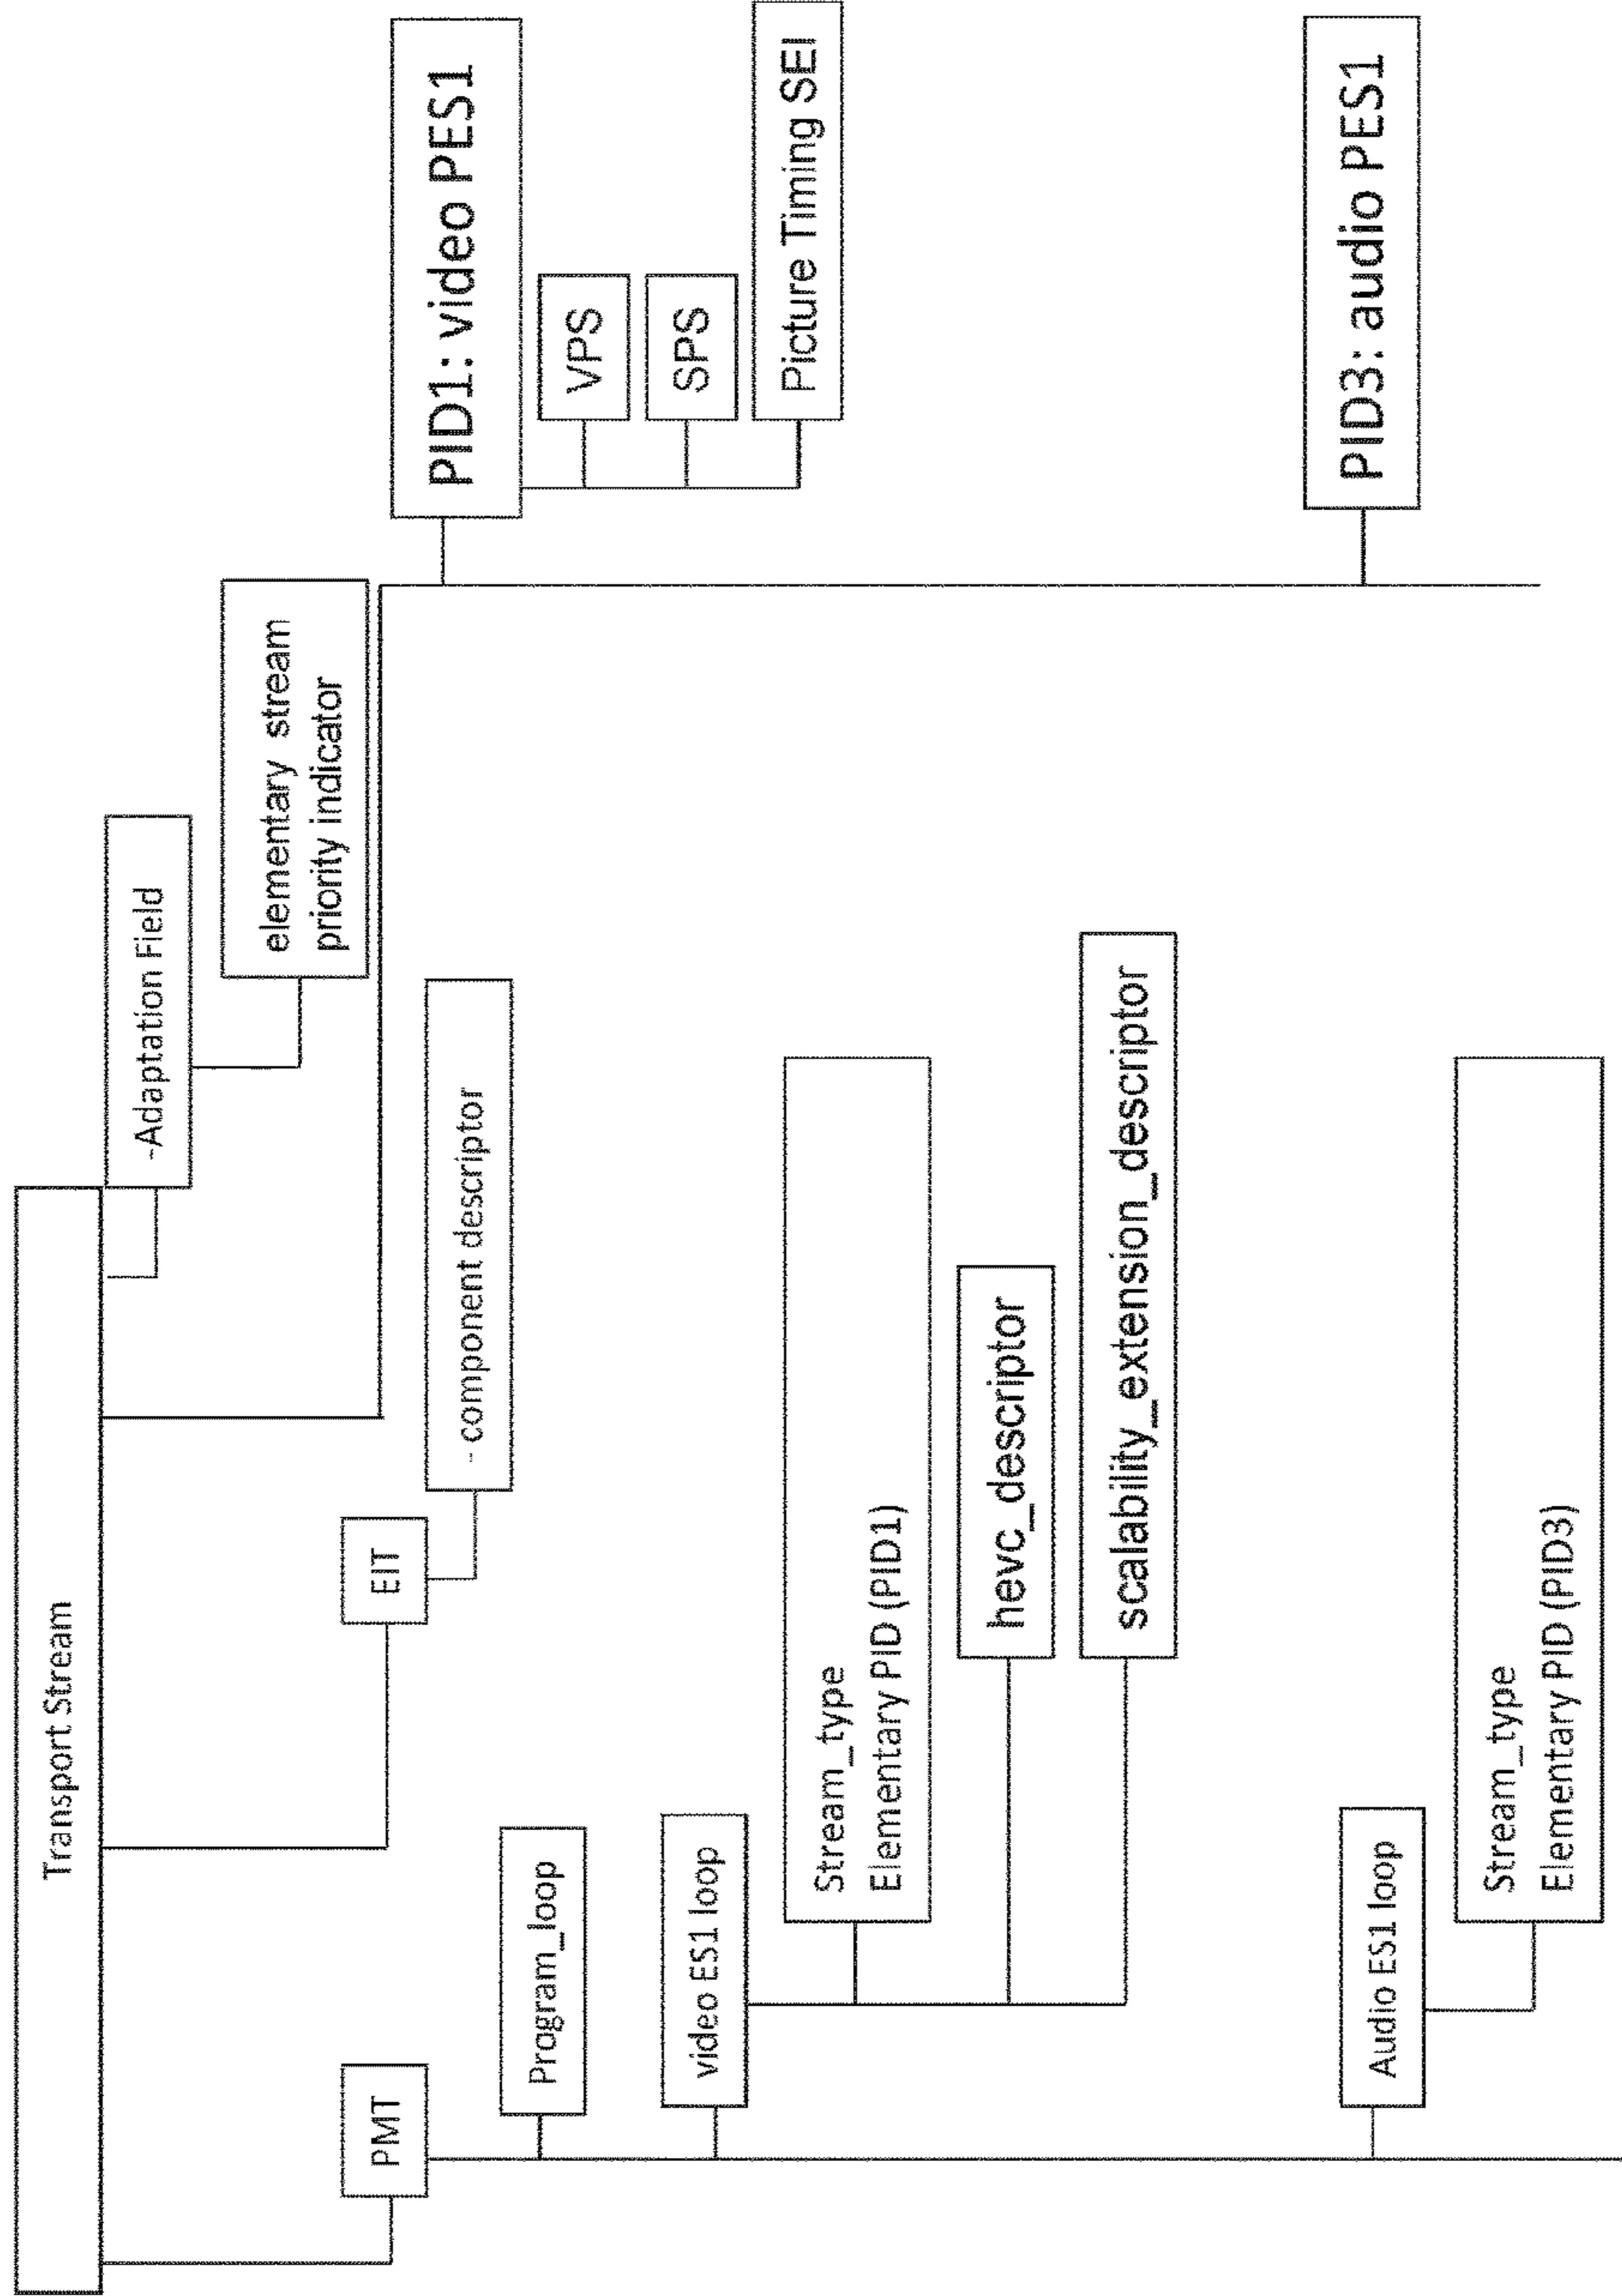 Transport Stream
-Adaptation Field
elementary stream
priority indicator
PMT
EIT
- component descriptor
Program_loop
video ES1 loop
Stream_type
Elementary PID (PID1)
hevc_descriptor
scalability_extension_descriptor
Audio ES1 loop
Stream_type
Elementary PID (PID3)
PID1: video PES1
VPS
SPS
Picture Timing SEI
PID3: audio PES1